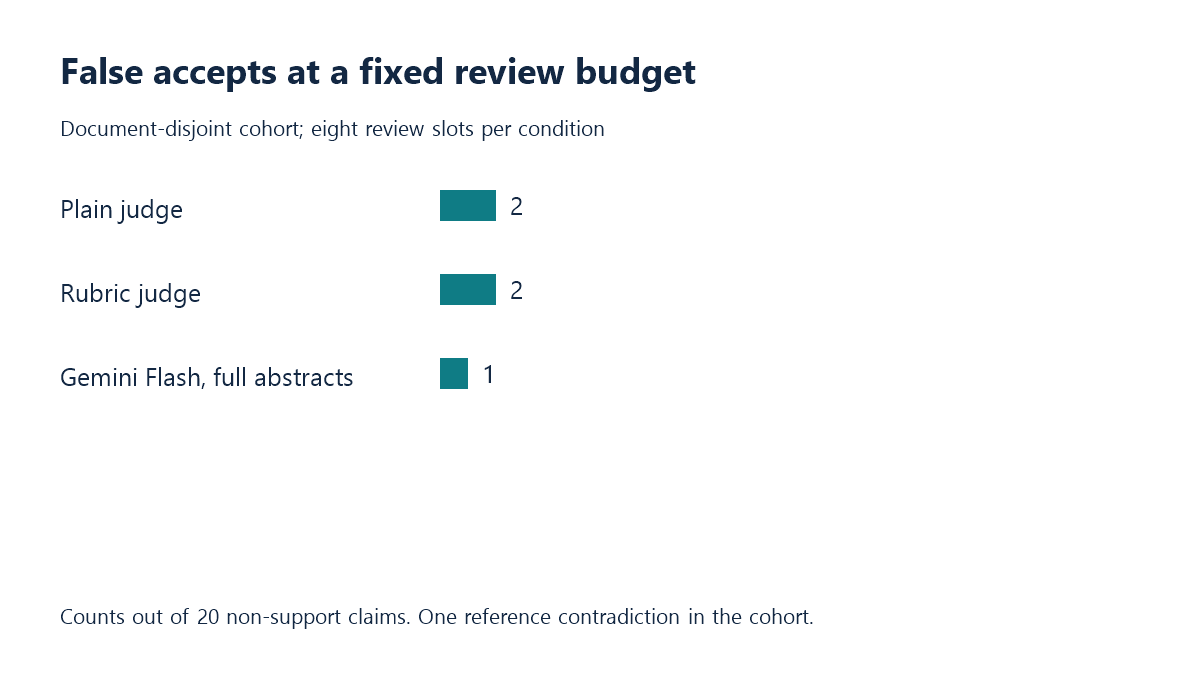 False accepts at a fixed review budget
Document-disjoint cohort; eight review slots per condition
Plain judge 2
Rubric judge 2
Gemini Flash, full abstracts 1
Counts out of 20 non-support claims. One reference contradiction in the cohort.